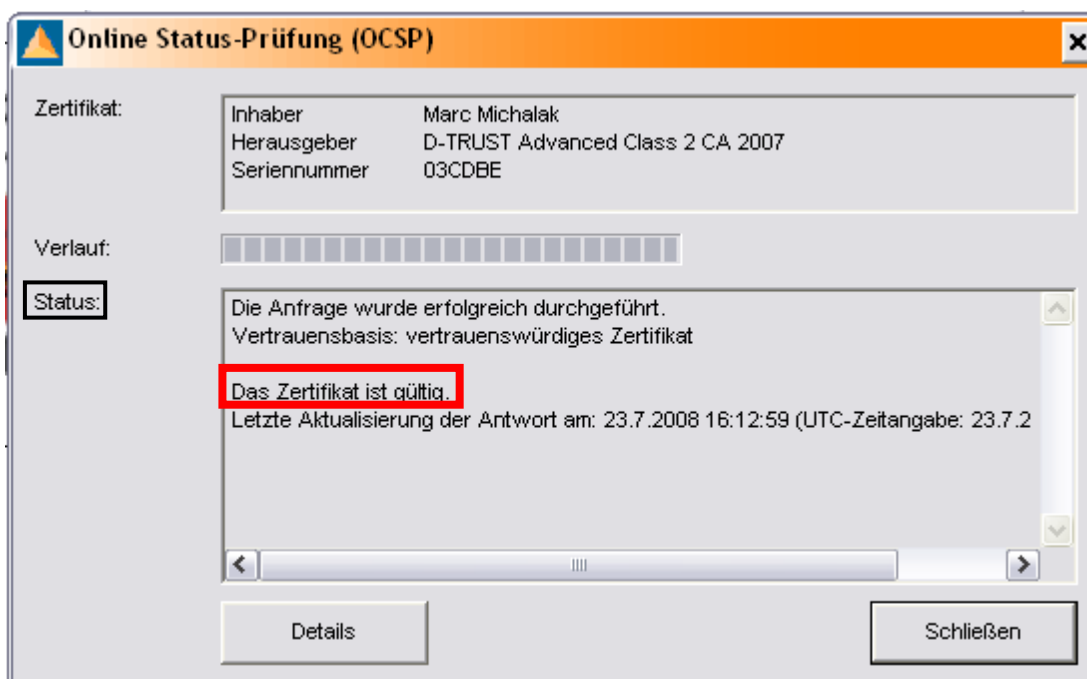 Online Status-Prüfung (OCSP)
Zertifikat:
Inhaber Marc Michalak
Herausgeber D-TRUST Advanced Class 2 CA 2007
Seriennummer 03CDBE
Verlauf:
Status:
Die Anfrage wurde erfolgreich durchgeführt.
Vertrauensbasis: vertrauenswürdiges Zertifikat
Das Zertifikat ist gültig.
Letzte Aktualisierung der Antwort am: 23.7.2008 16:12:59 (UTC-Zeitangabe: 23.7.2
Details
Schließen